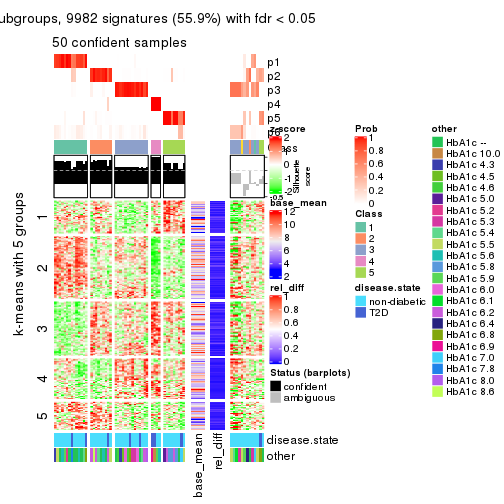 ubgroups, 9982 signatures (55.9%) with fdr < 0.05
50 confident samples
p1
p2
p3
p4
p5
Silhouette
score
k-means with 5 groups
1
2
3
4
5
base_mean
rel_diff
disease.state
other
z-score
2
1
0
-1
-2
base_mean
12
10
8
6
4
2
rel_diff
1
0.8
0.6
0.4
0.2
0
Status (barplots)
confident
ambiguous
Prob
1
0.8
0.6
0.4
0.2
0
Class
1
2
3
4
5
disease.state
non-diabetic
T2D
other
HbA1c --
HbA1c 10.0
HbA1c 4.3
HbA1c 4.5
HbA1c 4.6
HbA1c 5.0
HbA1c 5.2
HbA1c 5.3
HbA1c 5.4
HbA1c 5.5
HbA1c 5.6
HbA1c 5.8
HbA1c 5.9
HbA1c 6.0
HbA1c 6.1
HbA1c 6.2
HbA1c 6.4
HbA1c 6.8
HbA1c 6.9
HbA1c 7.0
HbA1c 7.8
HbA1c 8.0
HbA1c 8.6